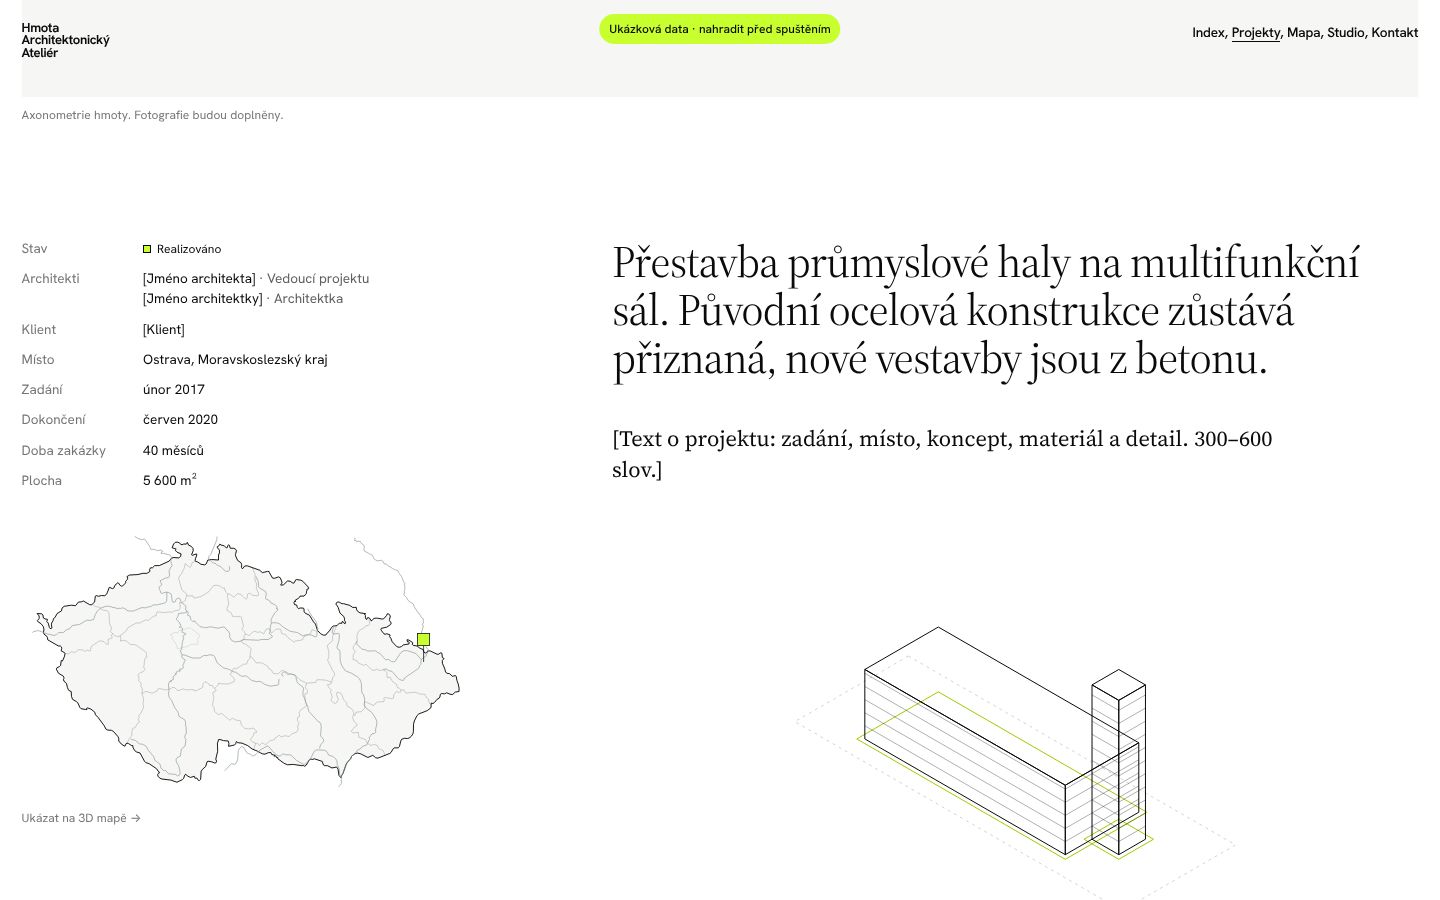 Hmota
Architektonický
Ateliér
Ukázková data · nahradit před spuštěním
Index, Projekty, Mapa, Studio, Kontakt
Axonometrie hmoty. Fotografie budou doplněny.
Stav Realizováno
Architekti [Jméno architekta] · Vedoucí projektu
[Jméno architektky] · Architektka
Klient [Klient]
Místo Ostrava, Moravskoslezský kraj
Zadání únor 2017
Dokončení červen 2020
Doba zakázky 40 měsíců
Plocha 5 600 m²
Ukázat na 3D mapě →
Přestavba průmyslové haly na multifunkční
sál. Původní ocelová konstrukce zůstává
přiznaná, nové vestavby jsou z betonu.
[Text o projektu: zadání, místo, koncept, materiál a detail. 300–600
slov.]